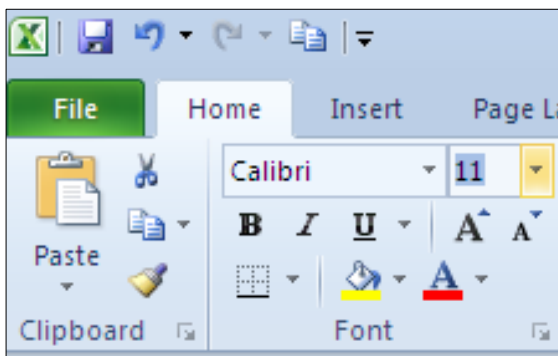 File Home Insert Page La
Calibri 11
B I U A A
Paste
A
Clipboard Font